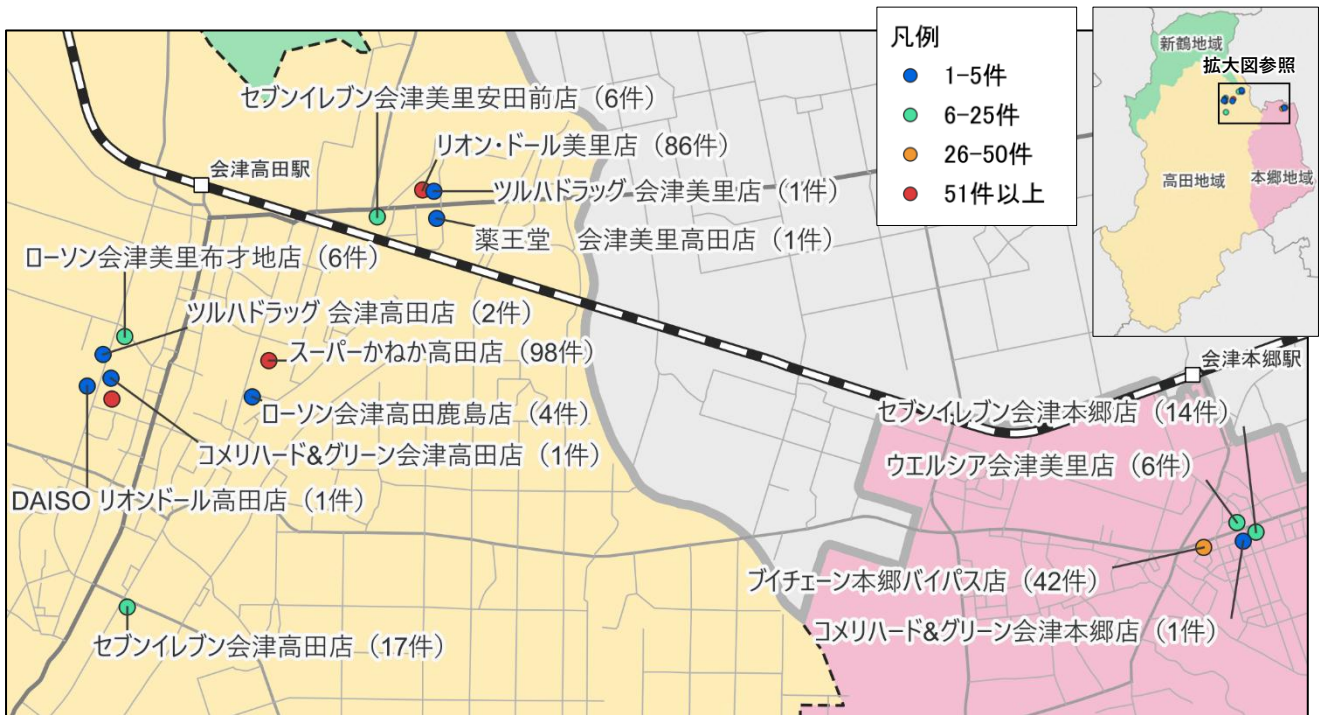 凡例
1-5件
6-25件
26-50件
51件以上
新鶴地域
拡大図参照
高田地域
本郷地域
セブンイレブン会津美里安田前店（6件）
リオン・ドール美里店（86件）
会津高田駅
ツルハドラッグ 会津美里店（1件）
薬王堂　会津美里高田店（1件）
ローソン会津美里布才地店（6件）
ツルハドラッグ 会津高田店（2件）
スーパーかねか高田店（98件）
会津本郷駅
ローソン会津高田鹿島店（4件）
セブンイレブン会津本郷店（14件）
コメリハード&グリーン会津高田店（1件）
ウエルシア会津美里店（6件）
DAISO リオンドール高田店（1件）
ブイチェーン本郷バイパス店（42件）
コメリハード&グリーン会津本郷店（1件）
セブンイレブン会津高田店（17件）